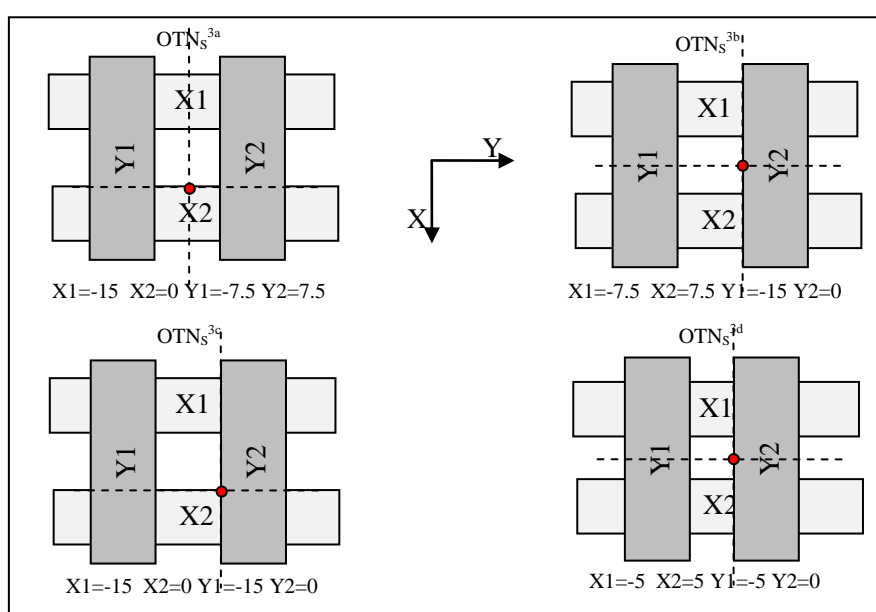 OTNS3a
OTNS3b
X1
Y1
Y2
X2
X1
Y1
Y2
X2
Y
X
X1=-15 X2=0 Y1=-7.5 Y2=7.5
X1=-7.5 X2=7.5 Y1=-15 Y2=0
OTNS3c
OTNS3d
X1
Y1
Y2
X2
X1
Y1
Y2
X2
X1=-15 X2=0 Y1=-15 Y2=0
X1=-5 X2=5 Y1=-5 Y2=0